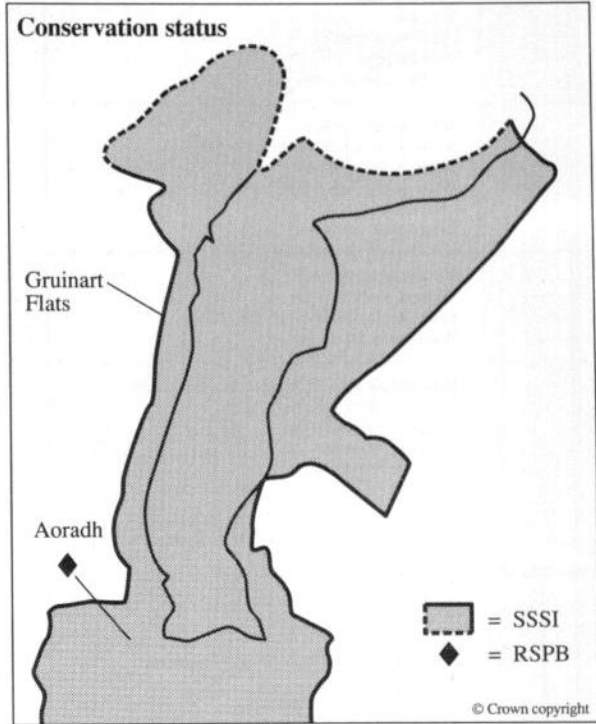 Conservation status
Gruinart
Flats
Aoradh
= SSSI
= RSPB
© Crown copyright